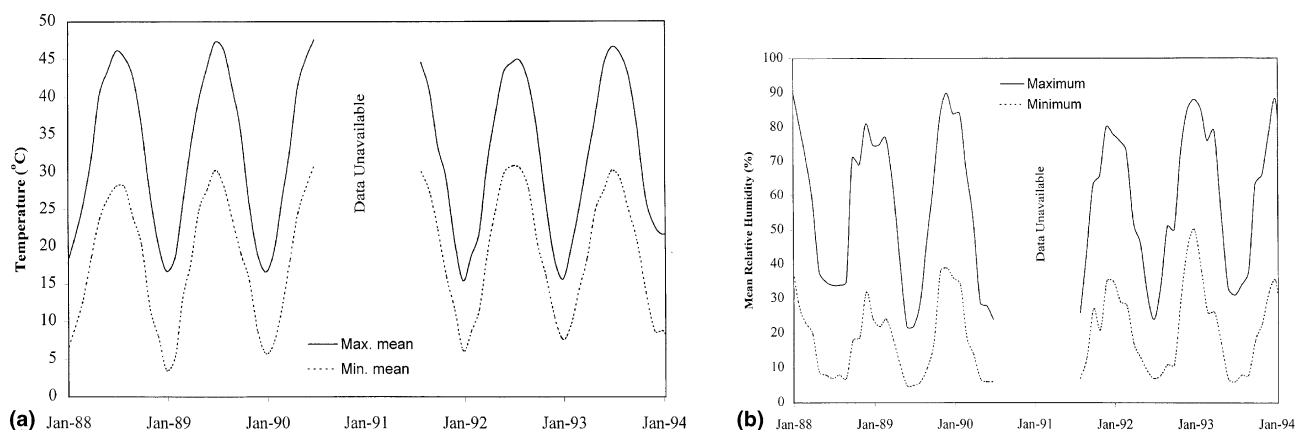 50
45
40
35
30
25
20
15
10
5
0
Temperature (°C)
Data Unavailable
Max. mean
Min. mean
Jan-88 Jan-89 Jan-90 Jan-91 Jan-92 Jan-93 Jan-94
(a)
100
90
80
70
60
50
40
30
20
10
0
Mean Relative Humidity (%)
Maximum
Minimum
Data Unavailable
Jan-88 Jan-89 Jan-90 Jan-91 Jan-92 Jan-93 Jan-94
(b)